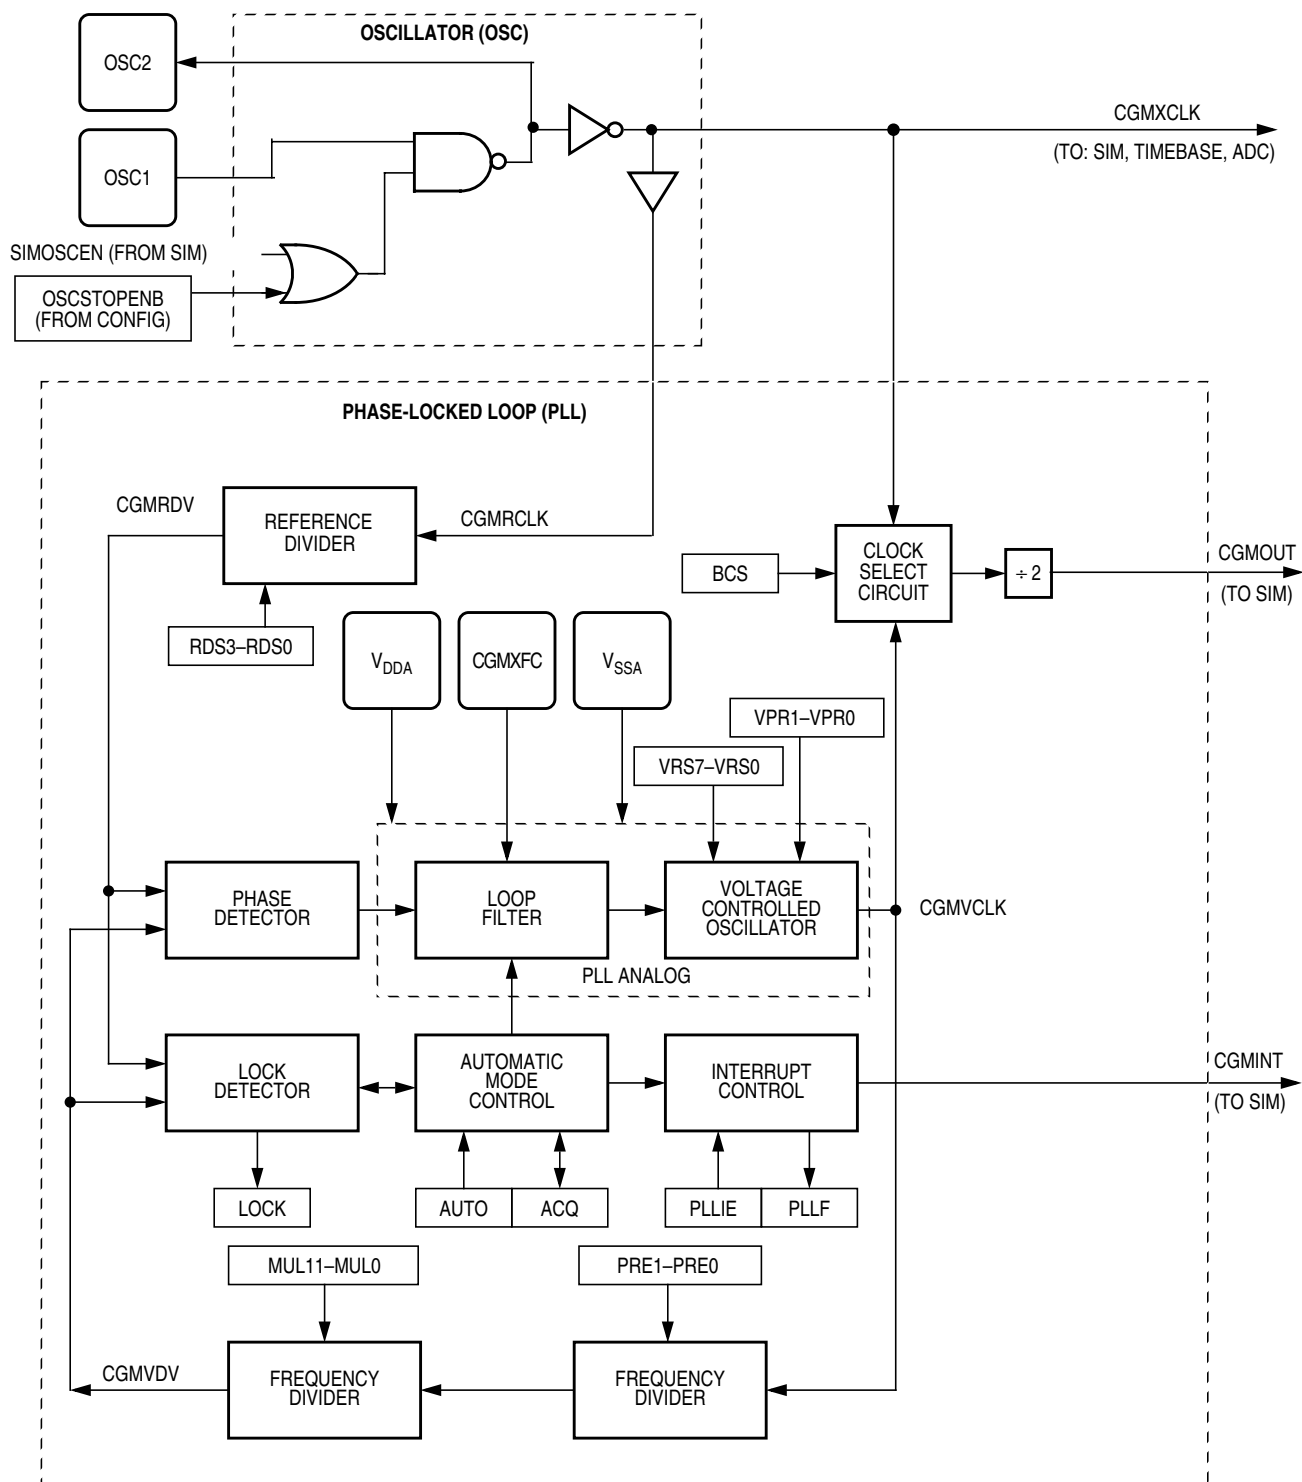 OSCILLATOR (OSC)
OSC2
CGMXCLK
(TO: SIM, TIMEBASE, ADC)
OSC1
SIMOSCEN (FROM SIM)
OSCSTOPENB
(FROM CONFIG)
PHASE-LOCKED LOOP (PLL)
CGMRDV
REFERENCE
DIVIDER
CGMRCLK
BCS
CLOCK
SELECT
CIRCUIT
÷ 2
CGMOUT
(TO SIM)
RDS3–RDS0
VDDA
CGMXFC
VSSA
VPR1–VPR0
VRS7–VRS0
PHASE
DETECTOR
LOOP
FILTER
VOLTAGE
CONTROLLED
OSCILLATOR
CGMVCLK
PLL ANALOG
LOCK
DETECTOR
AUTOMATIC
MODE
CONTROL
INTERRUPT
CONTROL
CGMINT
(TO SIM)
LOCK
AUTO
ACQ
PLLIE
PLLF
MUL11–MUL0
PRE1–PRE0
CGMVDV
FREQUENCY
DIVIDER
FREQUENCY
DIVIDER